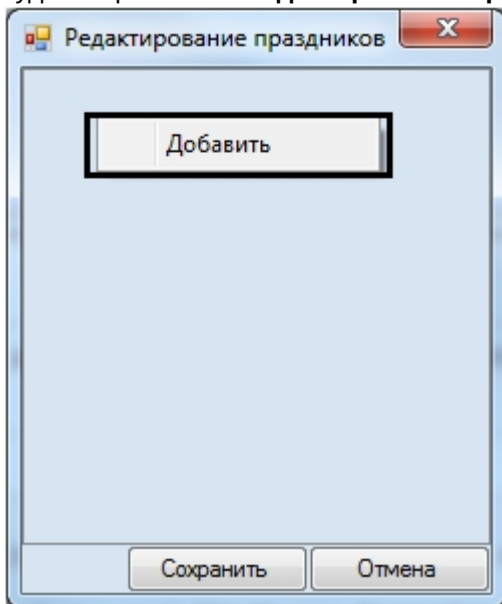 Редактирование праздников
Добавить
Сохранить
Отмена